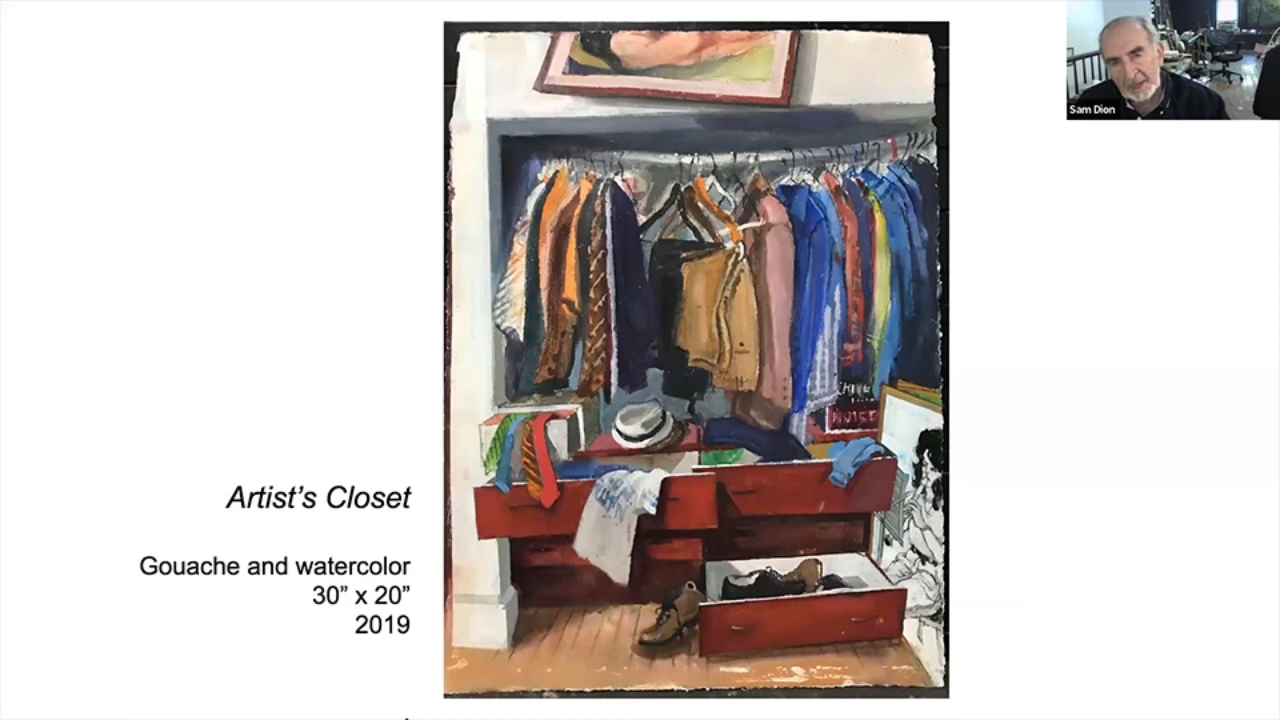 Sam Dion
Artist’s Closet
Gouache and watercolor
30” x 20”
2019